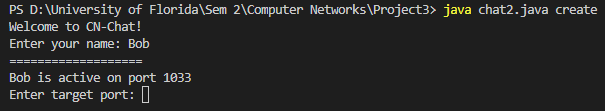 PS D:\University of Florida\Sem 2\Computer Networks\Project3> java chat2.java create
Welcome to CN-Chat!
Enter your name: Bob
===================
Bob is active on port 1033
Enter target port: